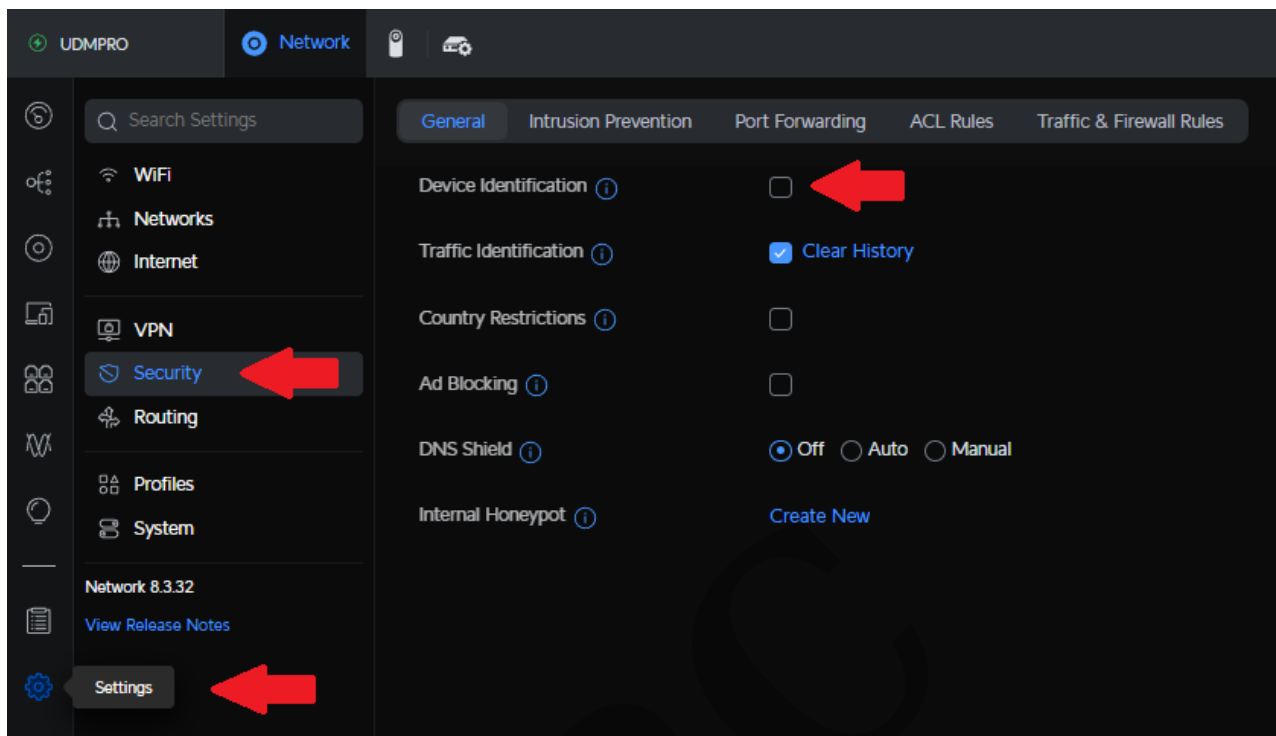 UDMPRO
Network
Search Settings
WiFi
Networks
Internet
VPN
Security
Routing
Profiles
System
Network 8.3.32
View Release Notes
Settings
General Intrusion Prevention Port Forwarding ACL Rules Traffic & Firewall Rules
Device Identification
Traffic Identification Clear History
Country Restrictions
Ad Blocking
DNS Shield Off Auto Manual
Internal Honeypot Create New